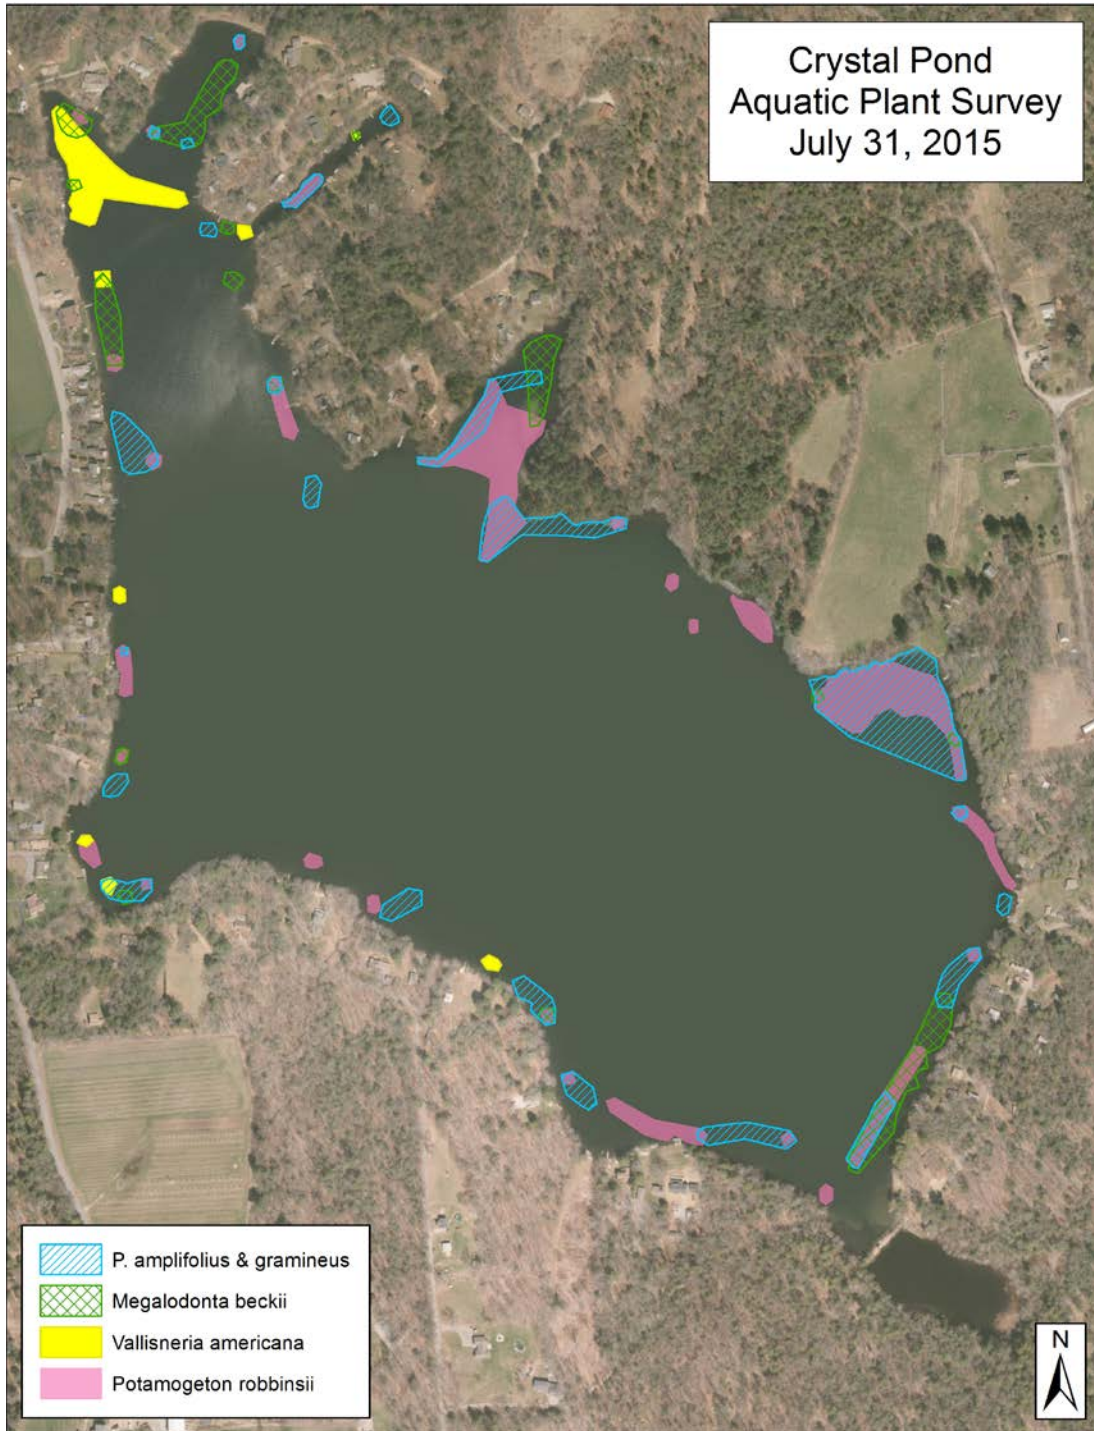 Crystal Pond
Aquatic Plant Survey
July 31, 2015
P. amplifolius & gramineus
Megalodonta beckii
Vallisneria americana
Potamogeton robbinsii
N